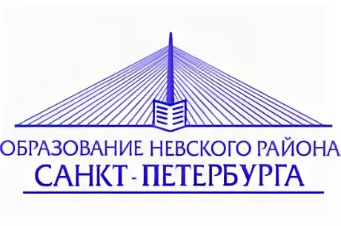 ОБРАЗОВАНИЕ НЕВСКОГО РАЙОНА
САНКТ-ПЕТЕРБУРГА